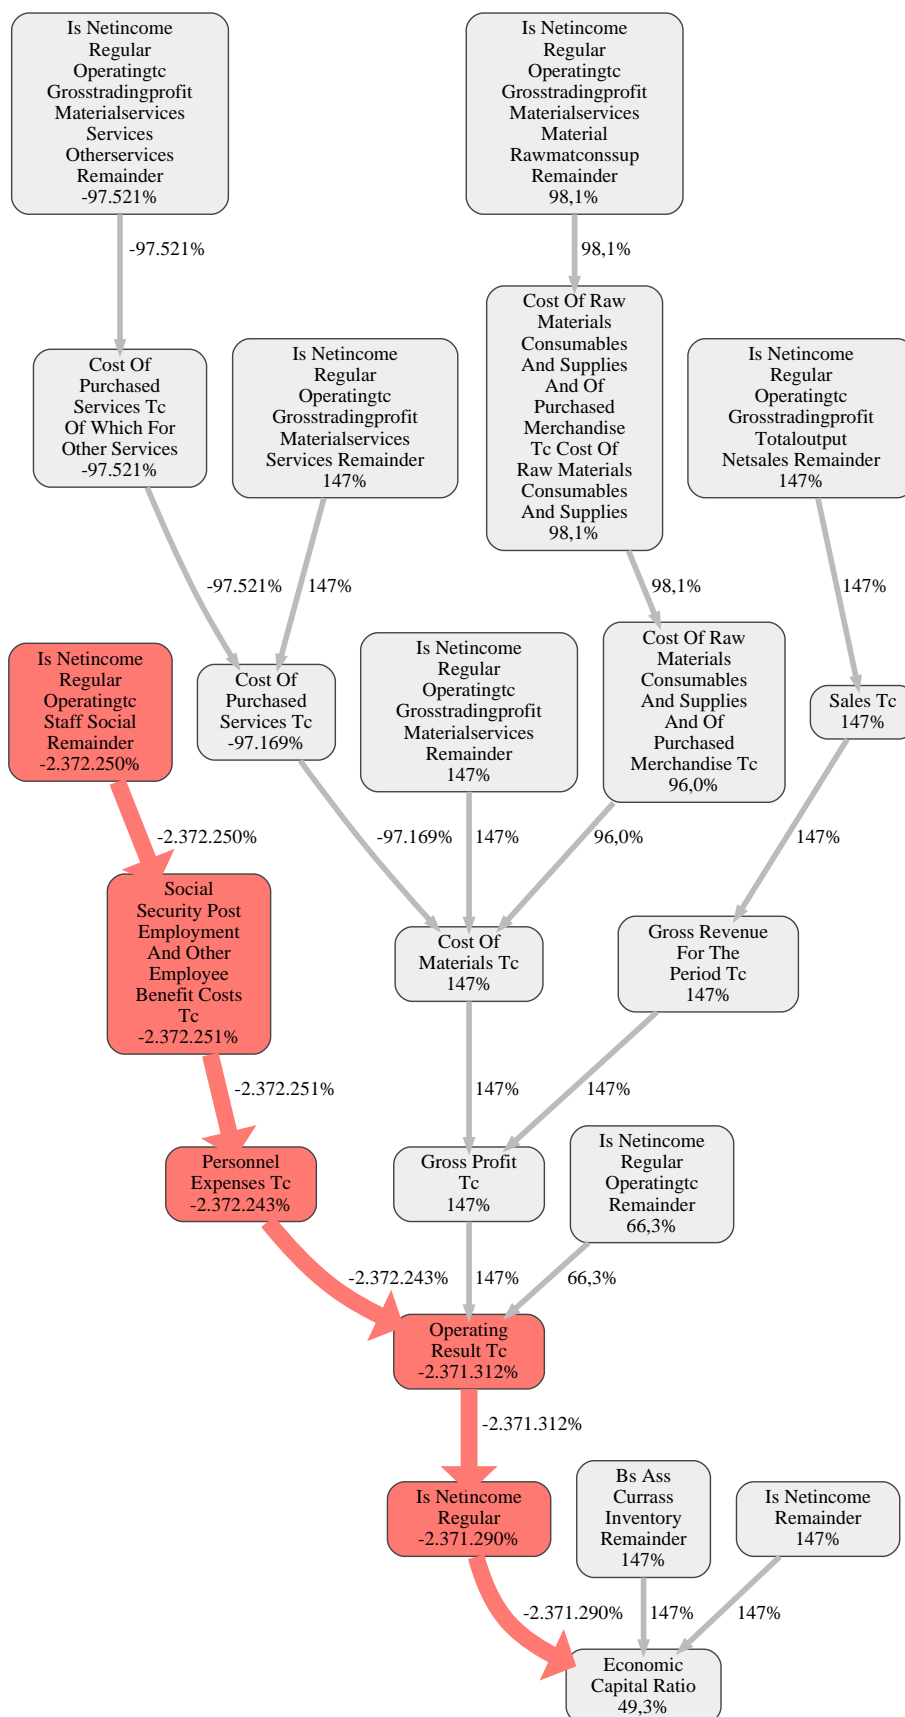 Is Netincome
Regular
Operatingtc
Grosstradingprofit
Materialservices
Services
Otherservices
Remainder
-97.521%
Is Netincome
Regular
Operatingtc
Grosstradingprofit
Materialservices
Material
Rawmatconssup
Remainder
98,1%
-97.521%
98,1%
Cost Of
Purchased
Services Tc
Of Which For
Other Services
-97.521%
Is Netincome
Regular
Operatingtc
Grosstradingprofit
Materialservices
Services Remainder
147%
Cost Of Raw
Materials
Consumables
And Supplies
And Of
Purchased
Merchandise
Tc Cost Of
Raw Materials
Consumables
And Supplies
98,1%
Is Netincome
Regular
Operatingtc
Grosstradingprofit
Totaloutput
Netsales Remainder
147%
-97.521%
147%
98,1%
147%
Is Netincome
Regular
Operatingtc
Staff Social
Remainder
-2.372.250%
Cost Of
Purchased
Services Tc
-97.169%
Is Netincome
Regular
Operatingtc
Grosstradingprofit
Materialservices
Remainder
147%
Cost Of Raw
Materials
Consumables
And Supplies
And Of
Purchased
Merchandise Tc
96,0%
Sales Tc
147%
-2.372.250%
-97.169%
147%
96,0%
147%
Social
Security Post
Employment
And Other
Employee
Benefit Costs
Tc
-2.372.251%
Cost Of
Materials Tc
147%
Gross Revenue
For The
Period Tc
147%
-2.372.251%
147%
147%
Personnel
Expenses Tc
-2.372.243%
Gross Profit
Tc
147%
Is Netincome
Regular
Operatingtc
Remainder
66,3%
-2.372.243%
147%
66,3%
Operating
Result Tc
-2.371.312%
-2.371.312%
Is Netincome
Regular
-2.371.290%
Bs Ass
Currass
Inventory
Remainder
147%
Is Netincome
Remainder
147%
-2.371.290%
147%
147%
Economic
Capital Ratio
49,3%